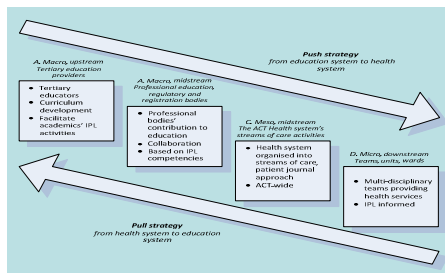 Push strategy
from education system to health
system
A. Macro, upstream
Tertiary education
providers
• Tertiary
educators
• Curriculum
development
• Facilitate
academics' IPL
activities
A. Macro, midstream
Professional education,
regulatory and
registration bodies
• Professional
bodies'
contribution to
education
• Collaboration
• Based on IPL
competencies
C. Meso, midstream
The ACT Health system's
streams of care activities
• Health system
organised into
streams of care,
patient journal
approach
• ACT-wide
D. Micro, downstream
Teams, units, wards
• Multi-disciplinary
teams providing
health services
• IPL informed
Pull strategy
from health system to education
system